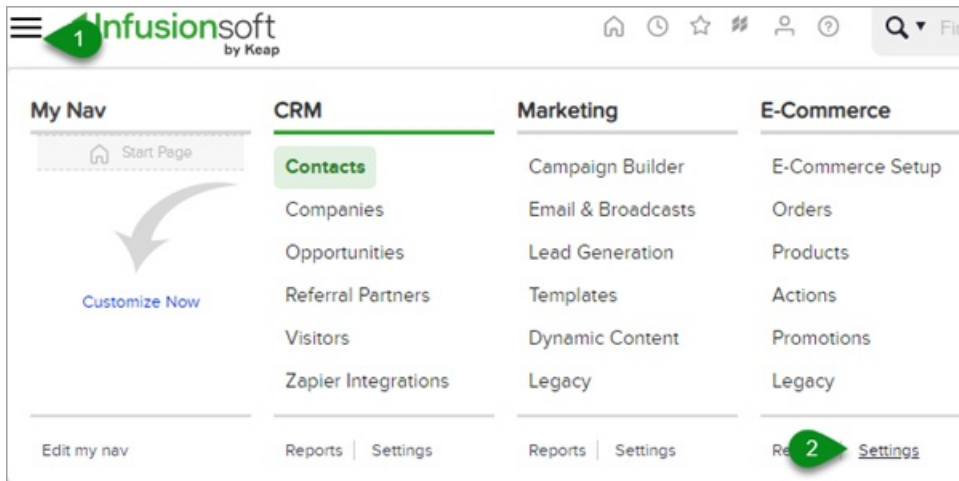 1
Infusionsoft
by Keap
My Nav
Start Page
Customize Now
Edit my nav
CRM
Contacts
Companies
Opportunities
Referral Partners
Visitors
Zapier Integrations
Reports | Settings
Marketing
Campaign Builder
Email & Broadcasts
Lead Generation
Templates
Dynamic Content
Legacy
Reports | Settings
E-Commerce
E-Commerce Setup
Orders
Products
Actions
Promotions
Legacy
2 Settings